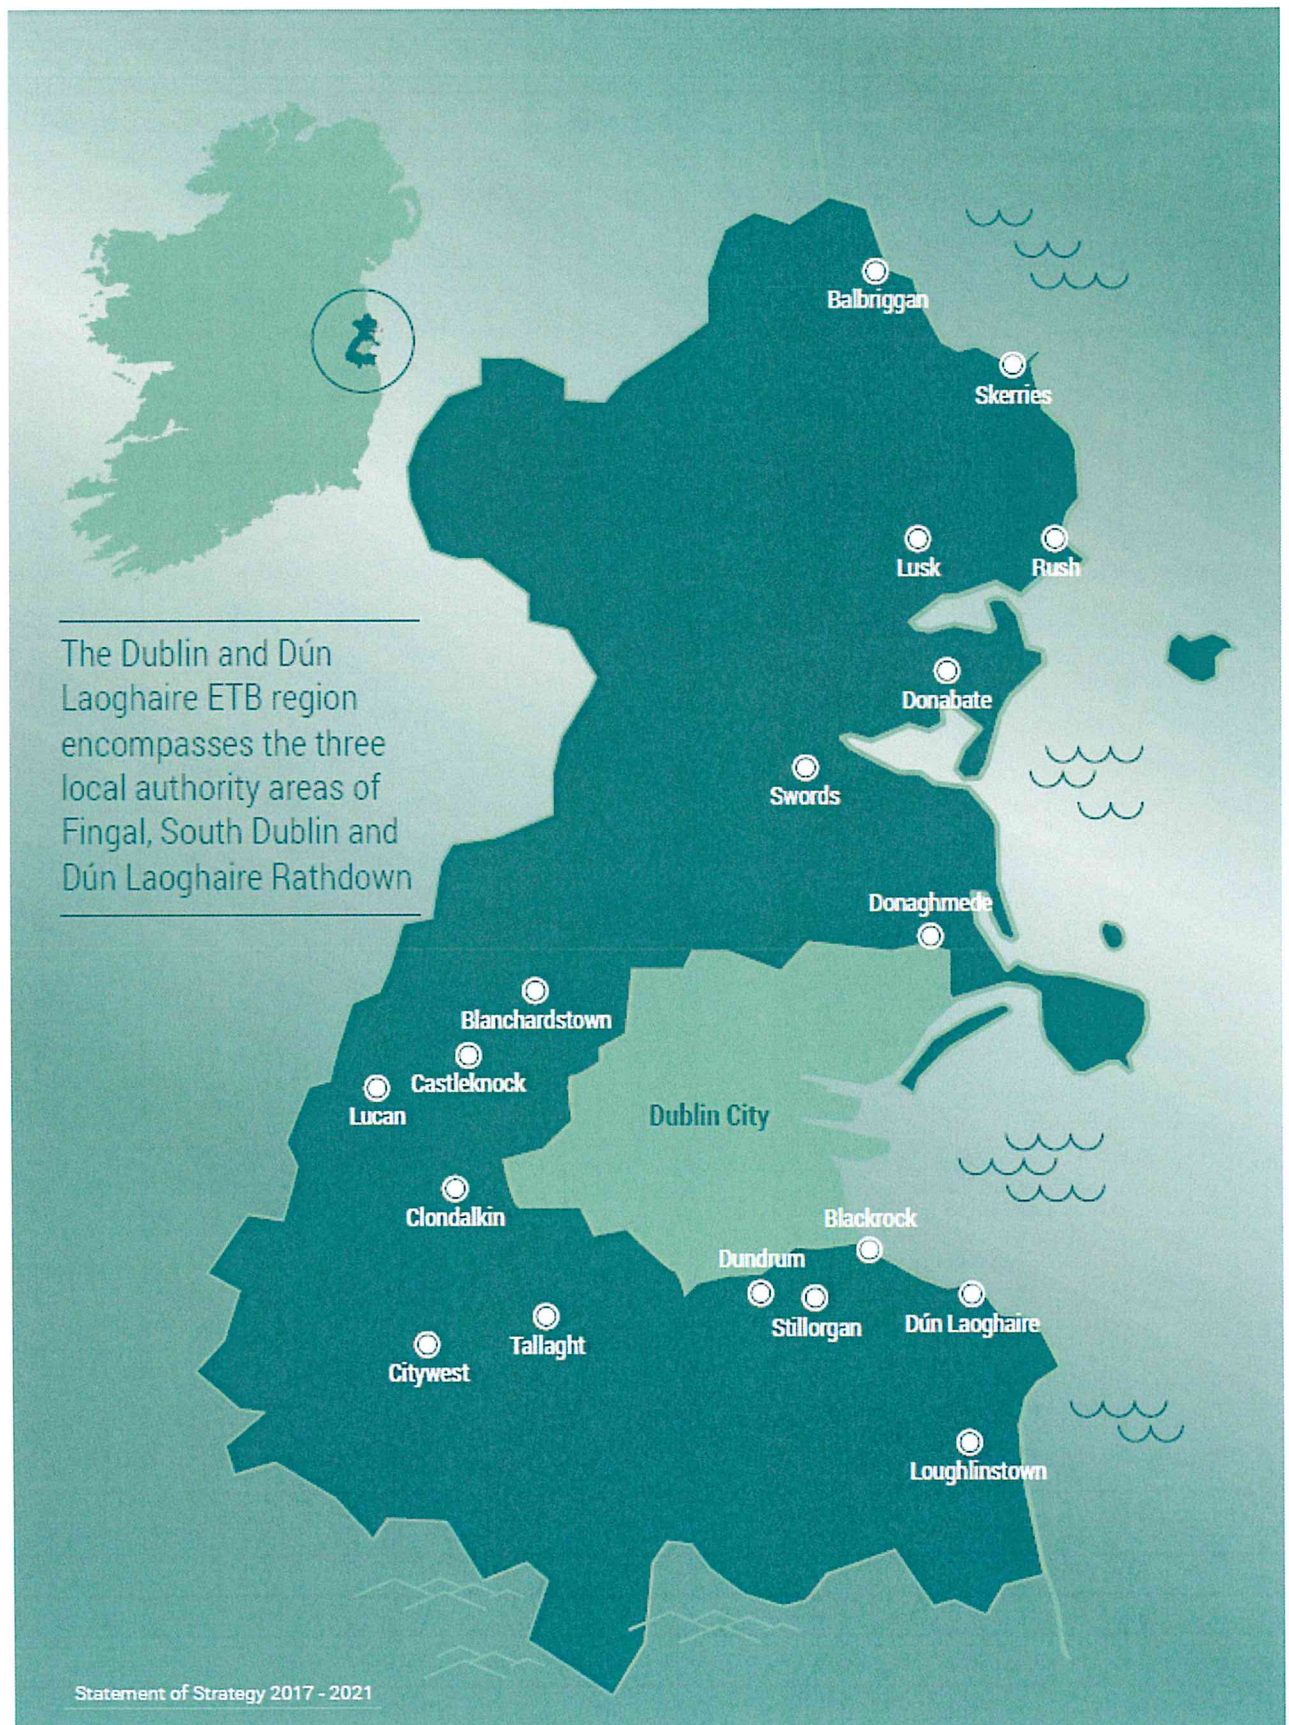 Balbriggan
Skerries
Lusk
Rush
The Dublin and Dún
Laoghaire ETB region
encompasses the three
local authority areas of
Fingal, South Dublin and
Dún Laoghaire Rathdown
Donabate
Swords
Donaghmede
Blanchardstown
Castleknock
Lucan
Dublin City
Clondalkin
Blackrock
Dundrum
Stillorgan
Dún Laoghaire
Tallaght
Citywest
Loughlinstown
Statement of Strategy 2017 - 2021